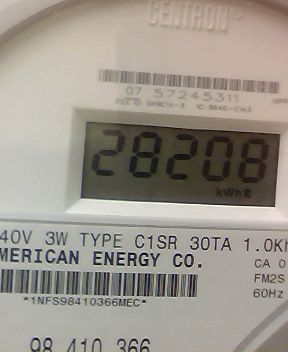 CENTRON®
07 57245311
28208
kWh
40V 3W TYPE C1SR 30TA 1.0Kh
MERICAN ENERGY CO.
CA 0
FM2S
60Hz
*1NFS98410366MEC*
98 410 366